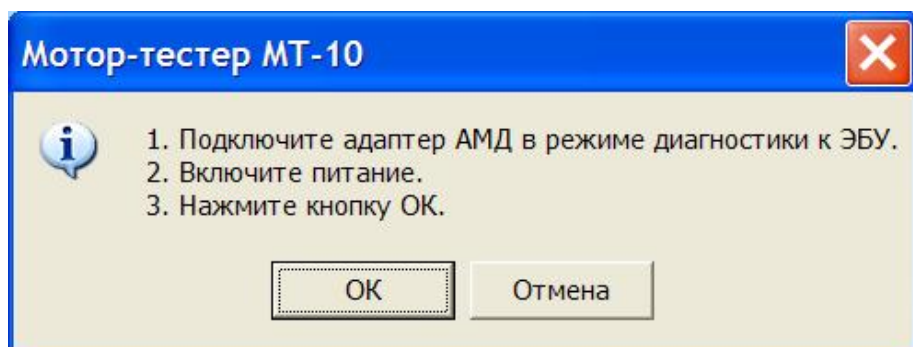 Мотор-тестер МТ-10
1. Подключите адаптер АМД в режиме диагностики к ЭБУ.
2. Включите питание.
3. Нажмите кнопку ОК.
ОК Отмена